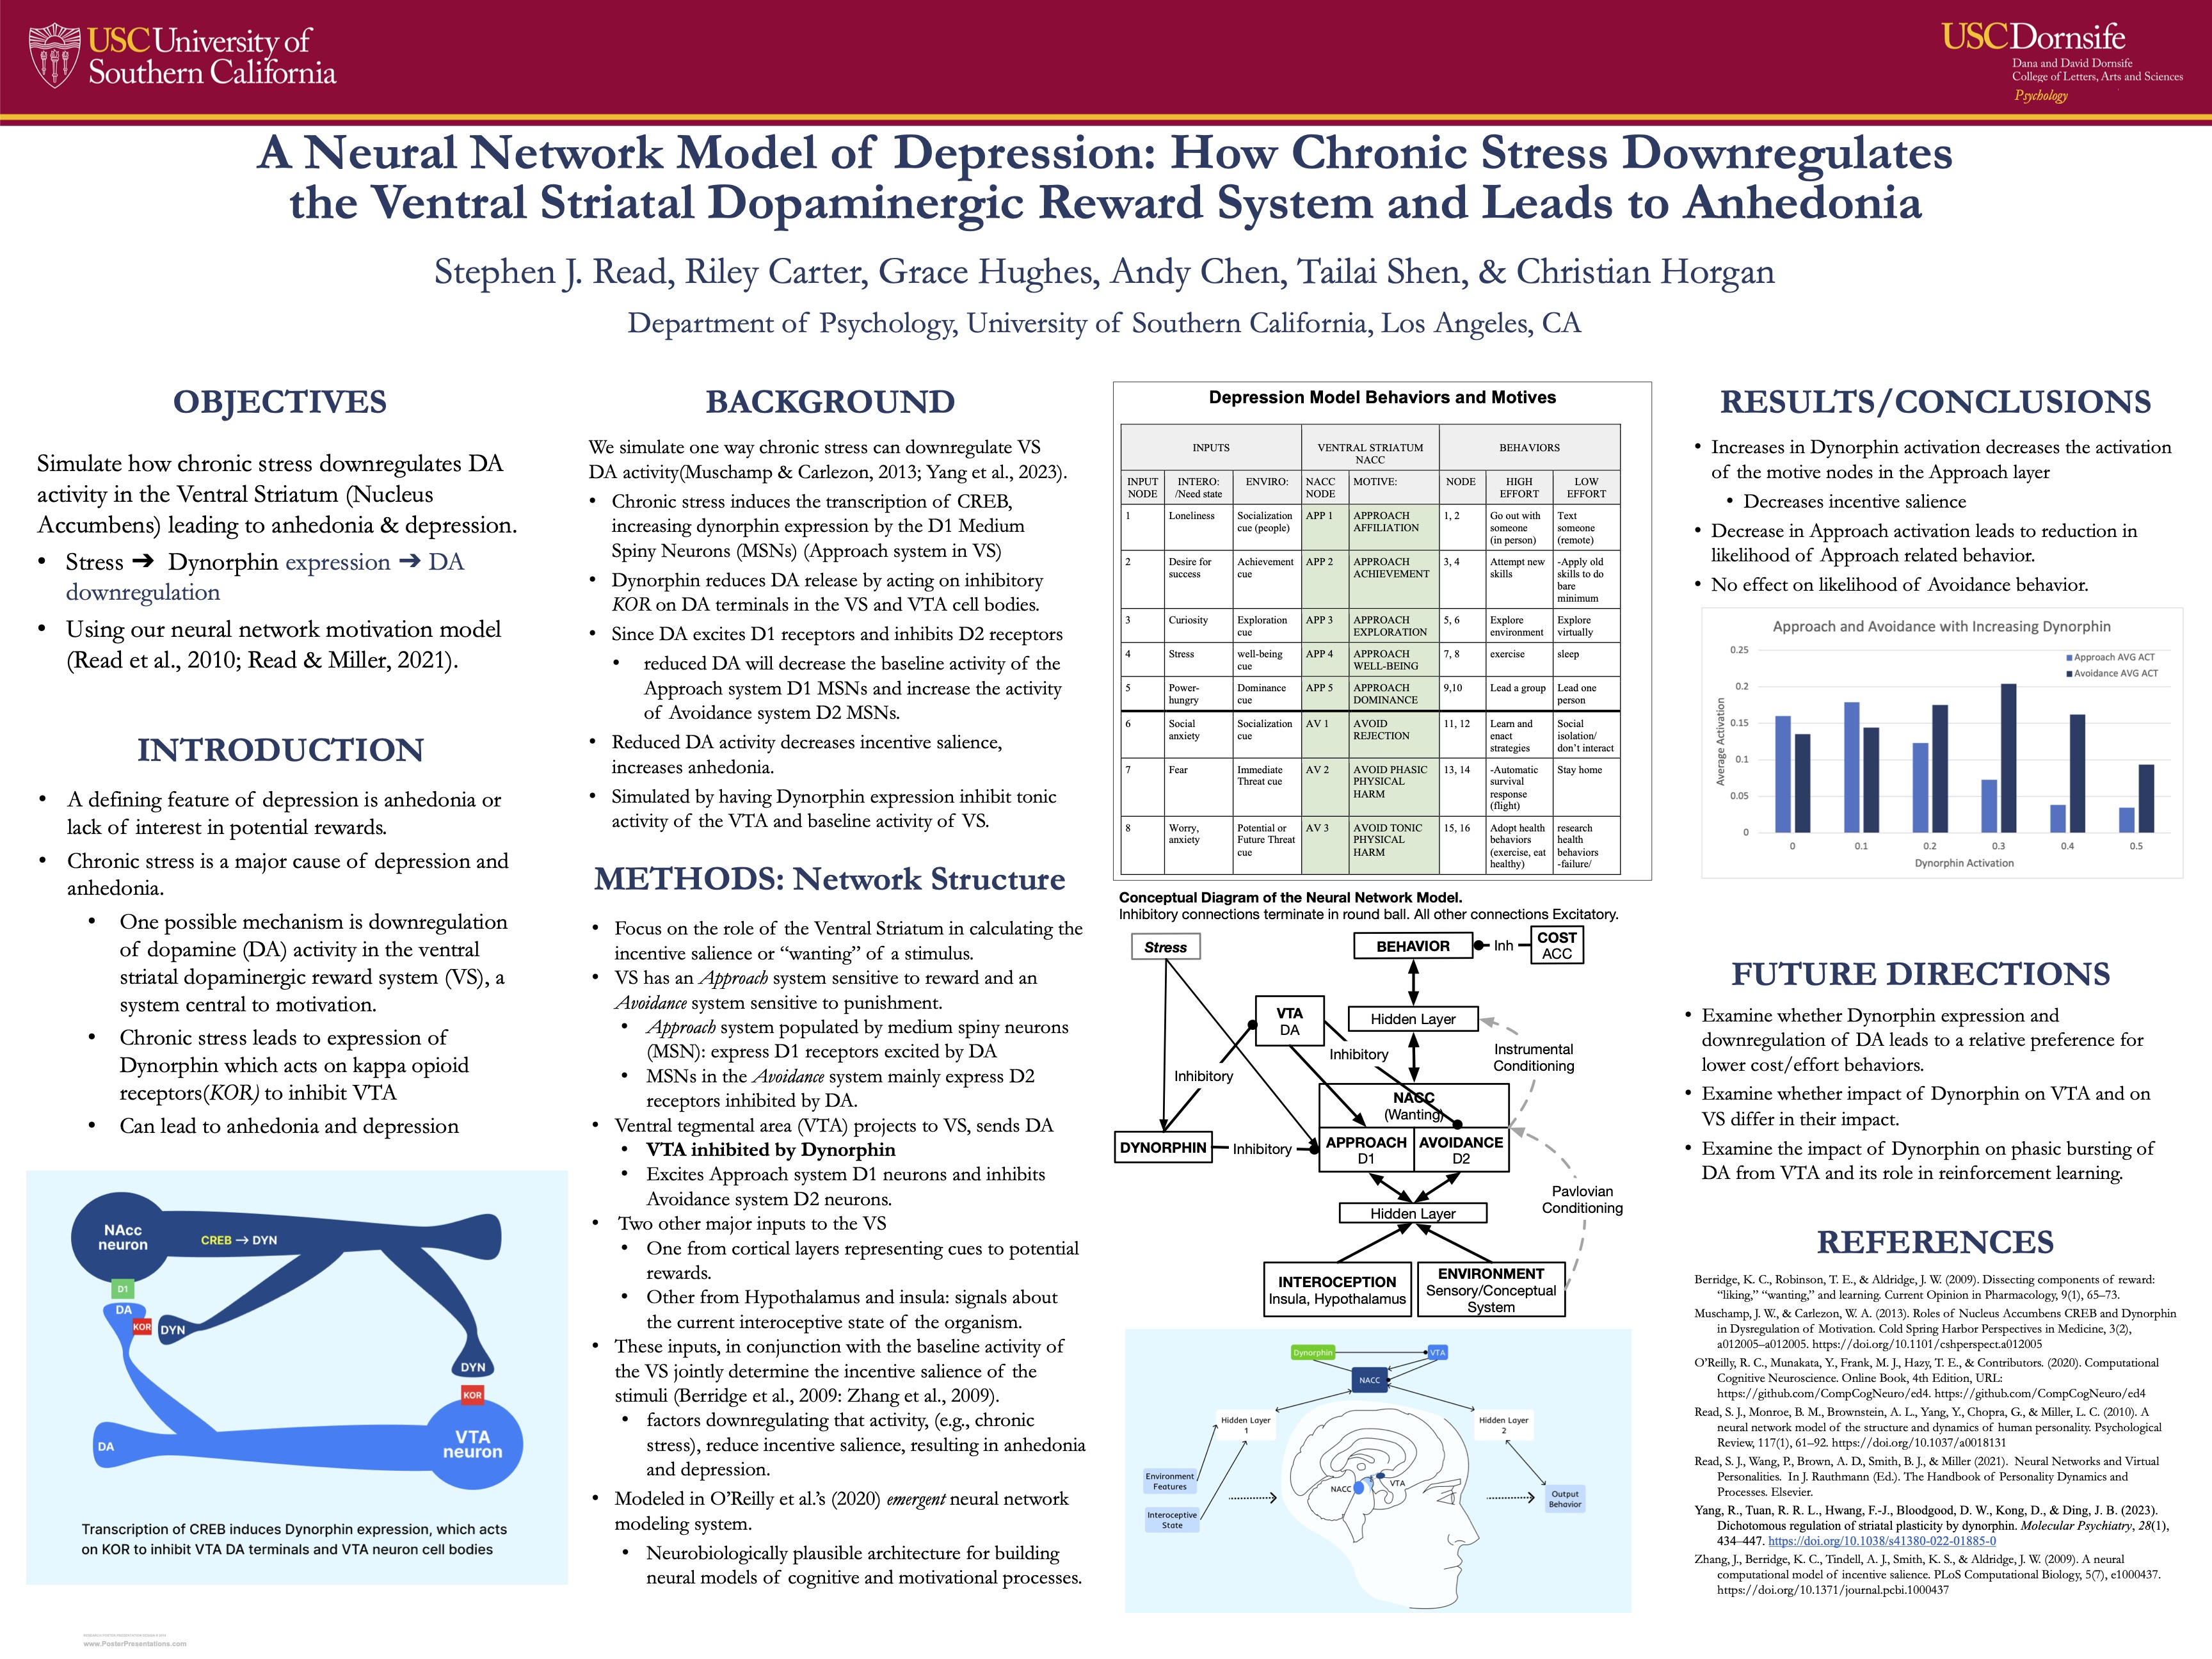 USC University of
Southern California
USC Dornsife
Dana and David Dornsife
College of Letters, Arts and Sciences
Psychology
A Neural Network Model of Depression: How Chronic Stress Downregulates
the Ventral Striatal Dopaminergic Reward System and Leads to Anhedonia
Stephen J. Read, Riley Carter, Grace Hughes, Andy Chen, Tailai Shen, & Christian Horgan
Department of Psychology, University of Southern California, Los Angeles, CA
OBJECTIVES
Simulate how chronic stress downregulates DA
activity in the Ventral Striatum (Nucleus
Accumbens) leading to anhedonia & depression.
• Stress ➔ Dynorphin expression ➔ DA
downregulation
• Using our neural network motivation model
(Read et al., 2010; Read & Miller, 2021).
INTRODUCTION
• A defining feature of depression is anhedonia or
lack of interest in potential rewards.
• Chronic stress is a major cause of depression and
anhedonia.
• One possible mechanism is downregulation
of dopamine (DA) activity in the ventral
striatal dopaminergic reward system (VS), a
system central to motivation.
• Chronic stress leads to expression of
Dynorphin which acts on kappa opioid
receptors(KOR) to inhibit VTA
• Can lead to anhedonia and depression
NAcc
neuron
CREB → DYN
D1
DA
KOR
DYN
DYN
KOR
DA
VTA
neuron
Transcription of CREB induces Dynorphin expression, which acts
on KOR to inhibit VTA DA terminals and VTA neuron cell bodies
www.PosterPresentations.com
BACKGROUND
We simulate one way chronic stress can downregulate VS
DA activity(Muschamp & Carlezon, 2013; Yang et al., 2023).
• Chronic stress induces the transcription of CREB,
increasing dynorphin expression by the D1 Medium
Spiny Neurons (MSNs) (Approach system in VS)
• Dynorphin reduces DA release by acting on inhibitory
KOR on DA terminals in the VS and VTA cell bodies.
• Since DA excites D1 receptors and inhibits D2 receptors
• reduced DA will decrease the baseline activity of the
Approach system D1 MSNs and increase the activity
of Avoidance system D2 MSNs.
• Reduced DA activity decreases incentive salience,
increases anhedonia.
• Simulated by having Dynorphin expression inhibit tonic
activity of the VTA and baseline activity of VS.
METHODS: Network Structure
• Focus on the role of the Ventral Striatum in calculating the
incentive salience or “wanting” of a stimulus.
• VS has an Approach system sensitive to reward and an
Avoidance system sensitive to punishment.
• Approach system populated by medium spiny neurons
(MSN): express D1 receptors excited by DA
• MSNs in the Avoidance system mainly express D2
receptors inhibited by DA.
• Ventral tegmental area (VTA) projects to VS, sends DA
• VTA inhibited by Dynorphin
• Excites Approach system D1 neurons and inhibits
Avoidance system D2 neurons.
• Two other major inputs to the VS
• One from cortical layers representing cues to potential
rewards.
• Other from Hypothalamus and insula: signals about
the current interoceptive state of the organism.
• These inputs, in conjunction with the baseline activity of
the VS jointly determine the incentive salience of the
stimuli (Berridge et al., 2009: Zhang et al., 2009).
• factors downregulating that activity, (e.g., chronic
stress), reduce incentive salience, resulting in anhedonia
and depression.
• Modeled in O’Reilly et al.’s (2020) emergent neural network
modeling system.
• Neurobiologically plausible architecture for building
neural models of cognitive and motivational processes.
Depression Model Behaviors and Motives
INPUTS VENTRAL STRIATUM NACC BEHAVIORS
INPUT NODE INTERO: /Need state ENVIRO: NACC NODE MOTIVE: NODE HIGH EFFORT LOW EFFORT
1 Loneliness Socialization cue (people) APP 1 APPROACH AFFILIATION 1, 2 Go out with someone (in person) Text someone (remote)
2 Desire for success Achievement cue APP 2 APPROACH ACHIEVEMENT 3, 4 Attempt new skills -Apply old skills to do bare minimum
3 Curiosity Exploration cue APP 3 APPROACH EXPLORATION 5, 6 Explore environment Explore virtually
4 Stress well-being cue APP 4 APPROACH WELL-BEING 7, 8 exercise sleep
5 Power-hungry Dominance cue APP 5 APPROACH DOMINANCE 9,10 Lead a group Lead one person
6 Social anxiety Socialization cue AV 1 AVOID REJECTION 11, 12 Learn and enact strategies Social isolation/ don’t interact
7 Fear Immediate Threat cue AV 2 AVOID PHASIC PHYSICAL HARM 13, 14 -Automatic survival response (flight) Stay home
8 Worry, anxiety Potential or Future Threat cue AV 3 AVOID TONIC PHYSICAL HARM 15, 16 Adopt health behaviors (exercise, eat healthy) research health behaviors -failure/
Conceptual Diagram of the Neural Network Model.
Inhibitory connections terminate in round ball. All other connections Excitatory.
Stress
BEHAVIOR
Inh
COST
ACC
VTA
DA
Hidden Layer
Inhibitory
Instrumental
Conditioning
Inhibitory
NACC
(Wanting)
DYNORPHIN
Inhibitory
APPROACH
D1
AVOIDANCE
D2
Pavlovian
Conditioning
Hidden Layer
INTEROCEPTION
Insula, Hypothalamus
ENVIRONMENT
Sensory/Conceptual
System
Dynorphin
VTA
NACC
Hidden Layer
1
Hidden Layer
2
Environment
Features
Interoceptive
State
NACC
VTA
Output
Behavior
RESULTS/CONCLUSIONS
• Increases in Dynorphin activation decreases the activation
of the motive nodes in the Approach layer
• Decreases incentive salience
• Decrease in Approach activation leads to reduction in
likelihood of Approach related behavior.
• No effect on likelihood of Avoidance behavior.
Approach and Avoidance with Increasing Dynorphin
Approach AVG ACT
Avoidance AVG ACT
Average Activation
0.25
0.2
0.15
0.1
0.05
0
0 0.1 0.2 0.3 0.4 0.5
Dynorphin Activation
FUTURE DIRECTIONS
• Examine whether Dynorphin expression and
downregulation of DA leads to a relative preference for
lower cost/effort behaviors.
• Examine whether impact of Dynorphin on VTA and on
VS differ in their impact.
• Examine the impact of Dynorphin on phasic bursting of
DA from VTA and its role in reinforcement learning.
REFERENCES
Berridge, K. C., Robinson, T. E., & Aldridge, J. W. (2009). Dissecting components of reward:
“liking,” “wanting,” and learning. Current Opinion in Pharmacology, 9(1), 65–73.
Muschamp, J. W., & Carlezon, W. A. (2013). Roles of Nucleus Accumbens CREB and Dynorphin
in Dysregulation of Motivation. Cold Spring Harbor Perspectives in Medicine, 3(2),
a012005–a012005. https://doi.org/10.1101/cshperspect.a012005
O’Reilly, R. C., Munakata, Y., Frank, M. J., Hazy, T. E., & Contributors. (2020). Computational
Cognitive Neuroscience. Online Book, 4th Edition, URL:
https://github.com/CompCogNeuro/ed4. https://github.com/CompCogNeuro/ed4
Read, S. J., Monroe, B. M., Brownstein, A. L., Yang, Y., Chopra, G., & Miller, L. C. (2010). A
neural network model of the structure and dynamics of human personality. Psychological
Review, 117(1), 61–92. https://doi.org/10.1037/a0018131
Read, S. J., Wang, P., Brown, A. D., Smith, B. J., & Miller (2021). Neural Networks and Virtual
Personalities. In J. Rauthmann (Ed.). The Handbook of Personality Dynamics and
Processes. Elsevier.
Yang, R., Tuan, R. R. L., Hwang, F.-J., Bloodgood, D. W., Kong, D., & Ding, J. B. (2023).
Dichotomous regulation of striatal plasticity by dynorphin. Molecular Psychiatry, 28(1),
434–447. https://doi.org/10.1038/s41380-022-01885-0
Zhang, J., Berridge, K. C., Tindell, A. J., Smith, K. S., & Aldridge, J. W. (2009). A neural
computational model of incentive salience. PLoS Computational Biology, 5(7), e1000437.
https://doi.org/10.1371/journal.pcbi.1000437